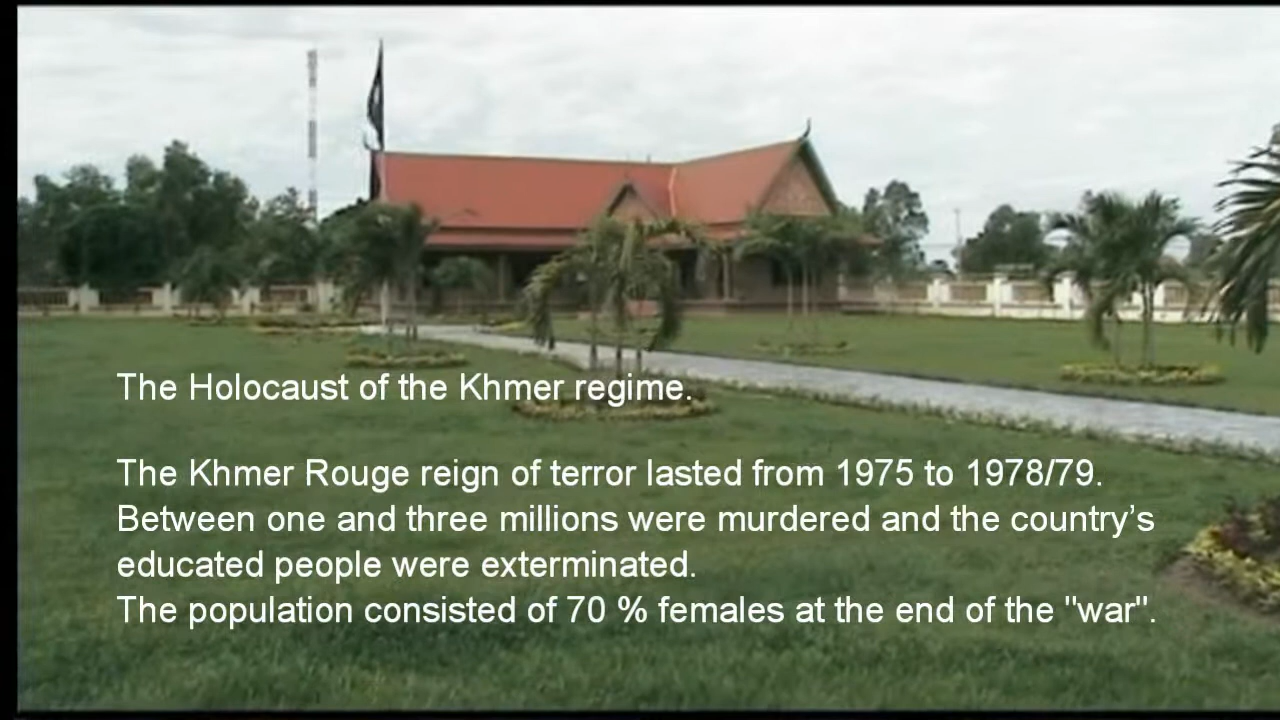 The Holocaust of the Khmer regime.
The Khmer Rouge reign of terror lasted from 1975 to 1978/79.
Between one and three millions were murdered and the country’s
educated people were exterminated.
The population consisted of 70 % females at the end of the "war".